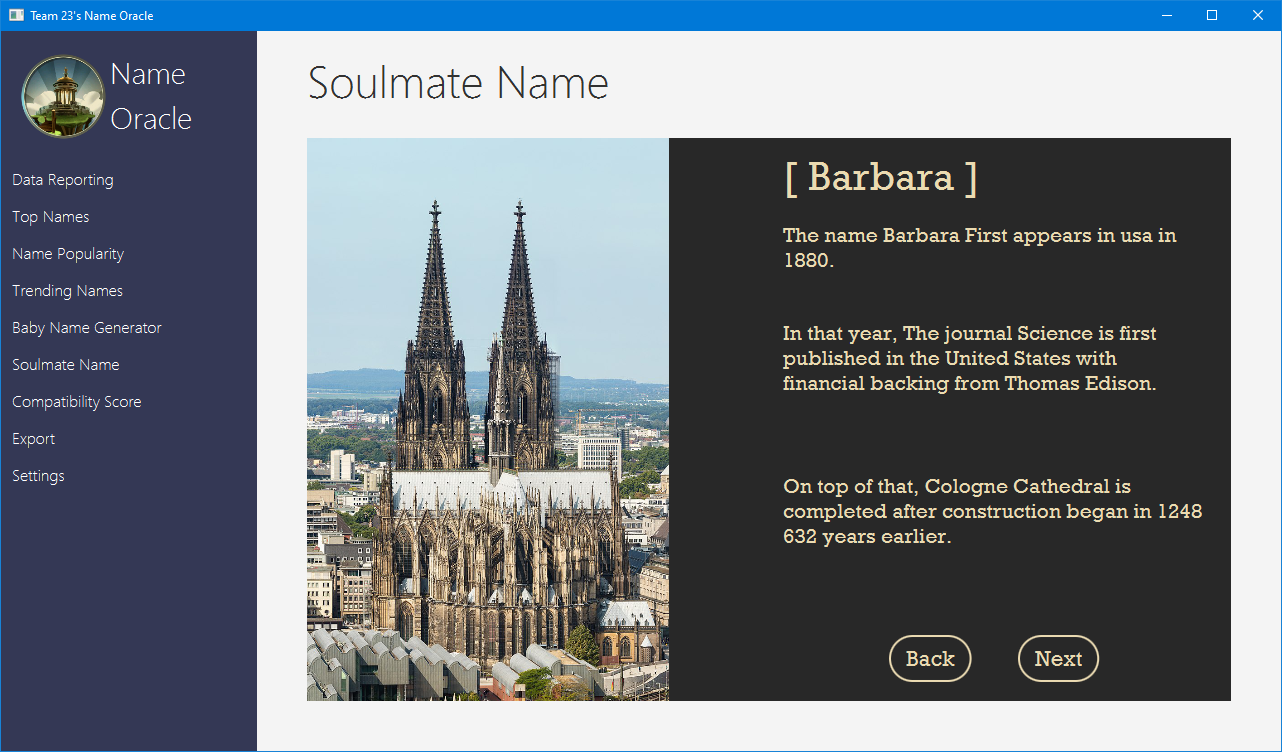 Team 23's Name Oracle
Name
Oracle
Data Reporting
Top Names
Name Popularity
Trending Names
Baby Name Generator
Soulmate Name
Compatibility Score
Export
Settings
Soulmate Name
[ Barbara ]
The name Barbara First appears in usa in
1880.
In that year, The journal Science is first
published in the United States with
financial backing from Thomas Edison.
On top of that, Cologne Cathedral is
completed after construction began in 1248
632 years earlier.
Back
Next